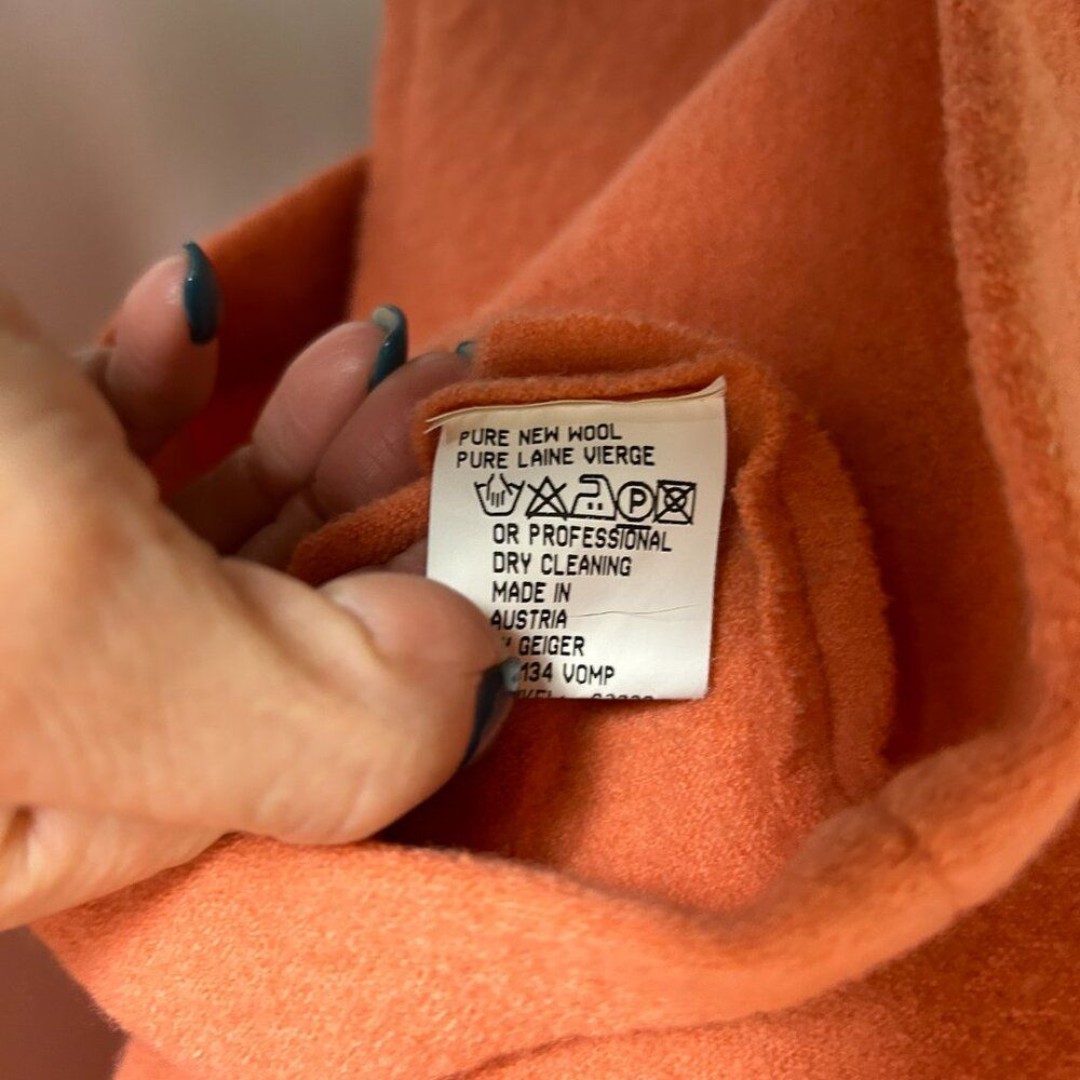 PURE NEW WOOL
PURE LAINE VIERGE
P
OR PROFESSIONAL
DRY CLEANING
MADE IN
AUSTRIA
GEIGER
134 VOMP